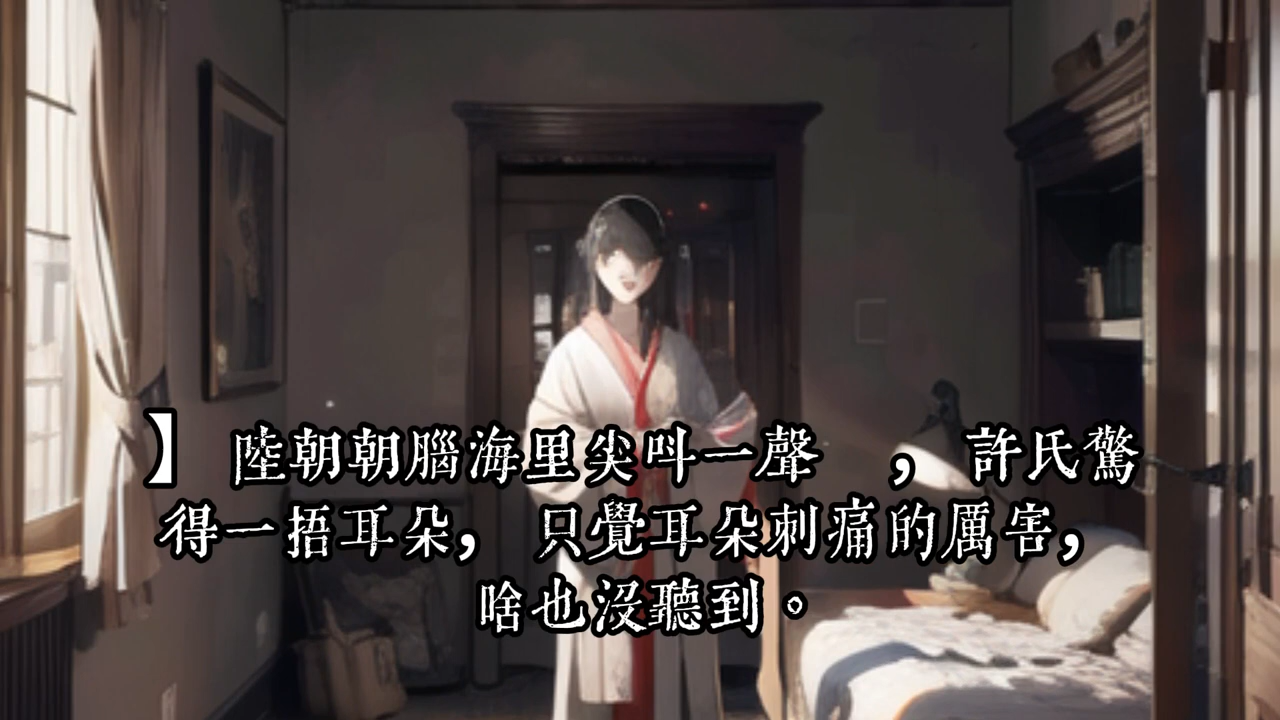 】 陸朝朝腦海里尖叫一聲 , 許氏驚
得一捂耳朵, 只覺耳朵刺痛的厲害,
啥也沒聽到。